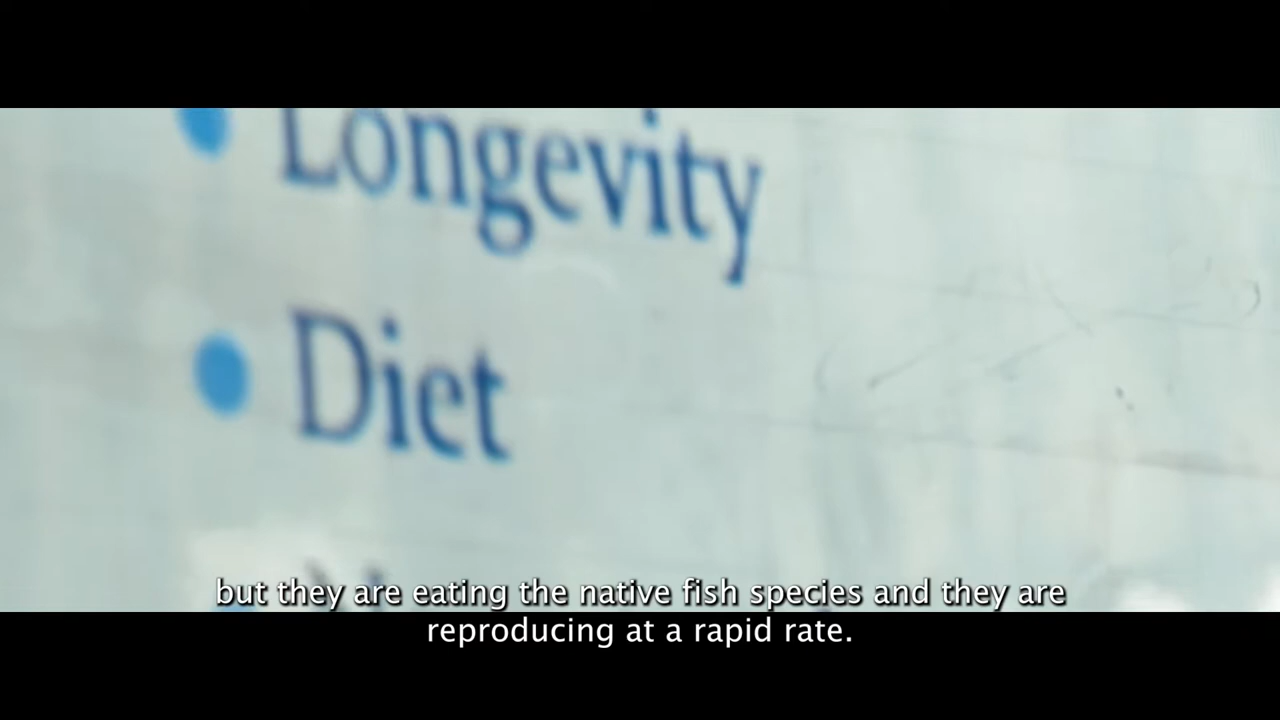 Longevity
Diet
but they are eating the native fish species and they are
reproducing at a rapid rate.